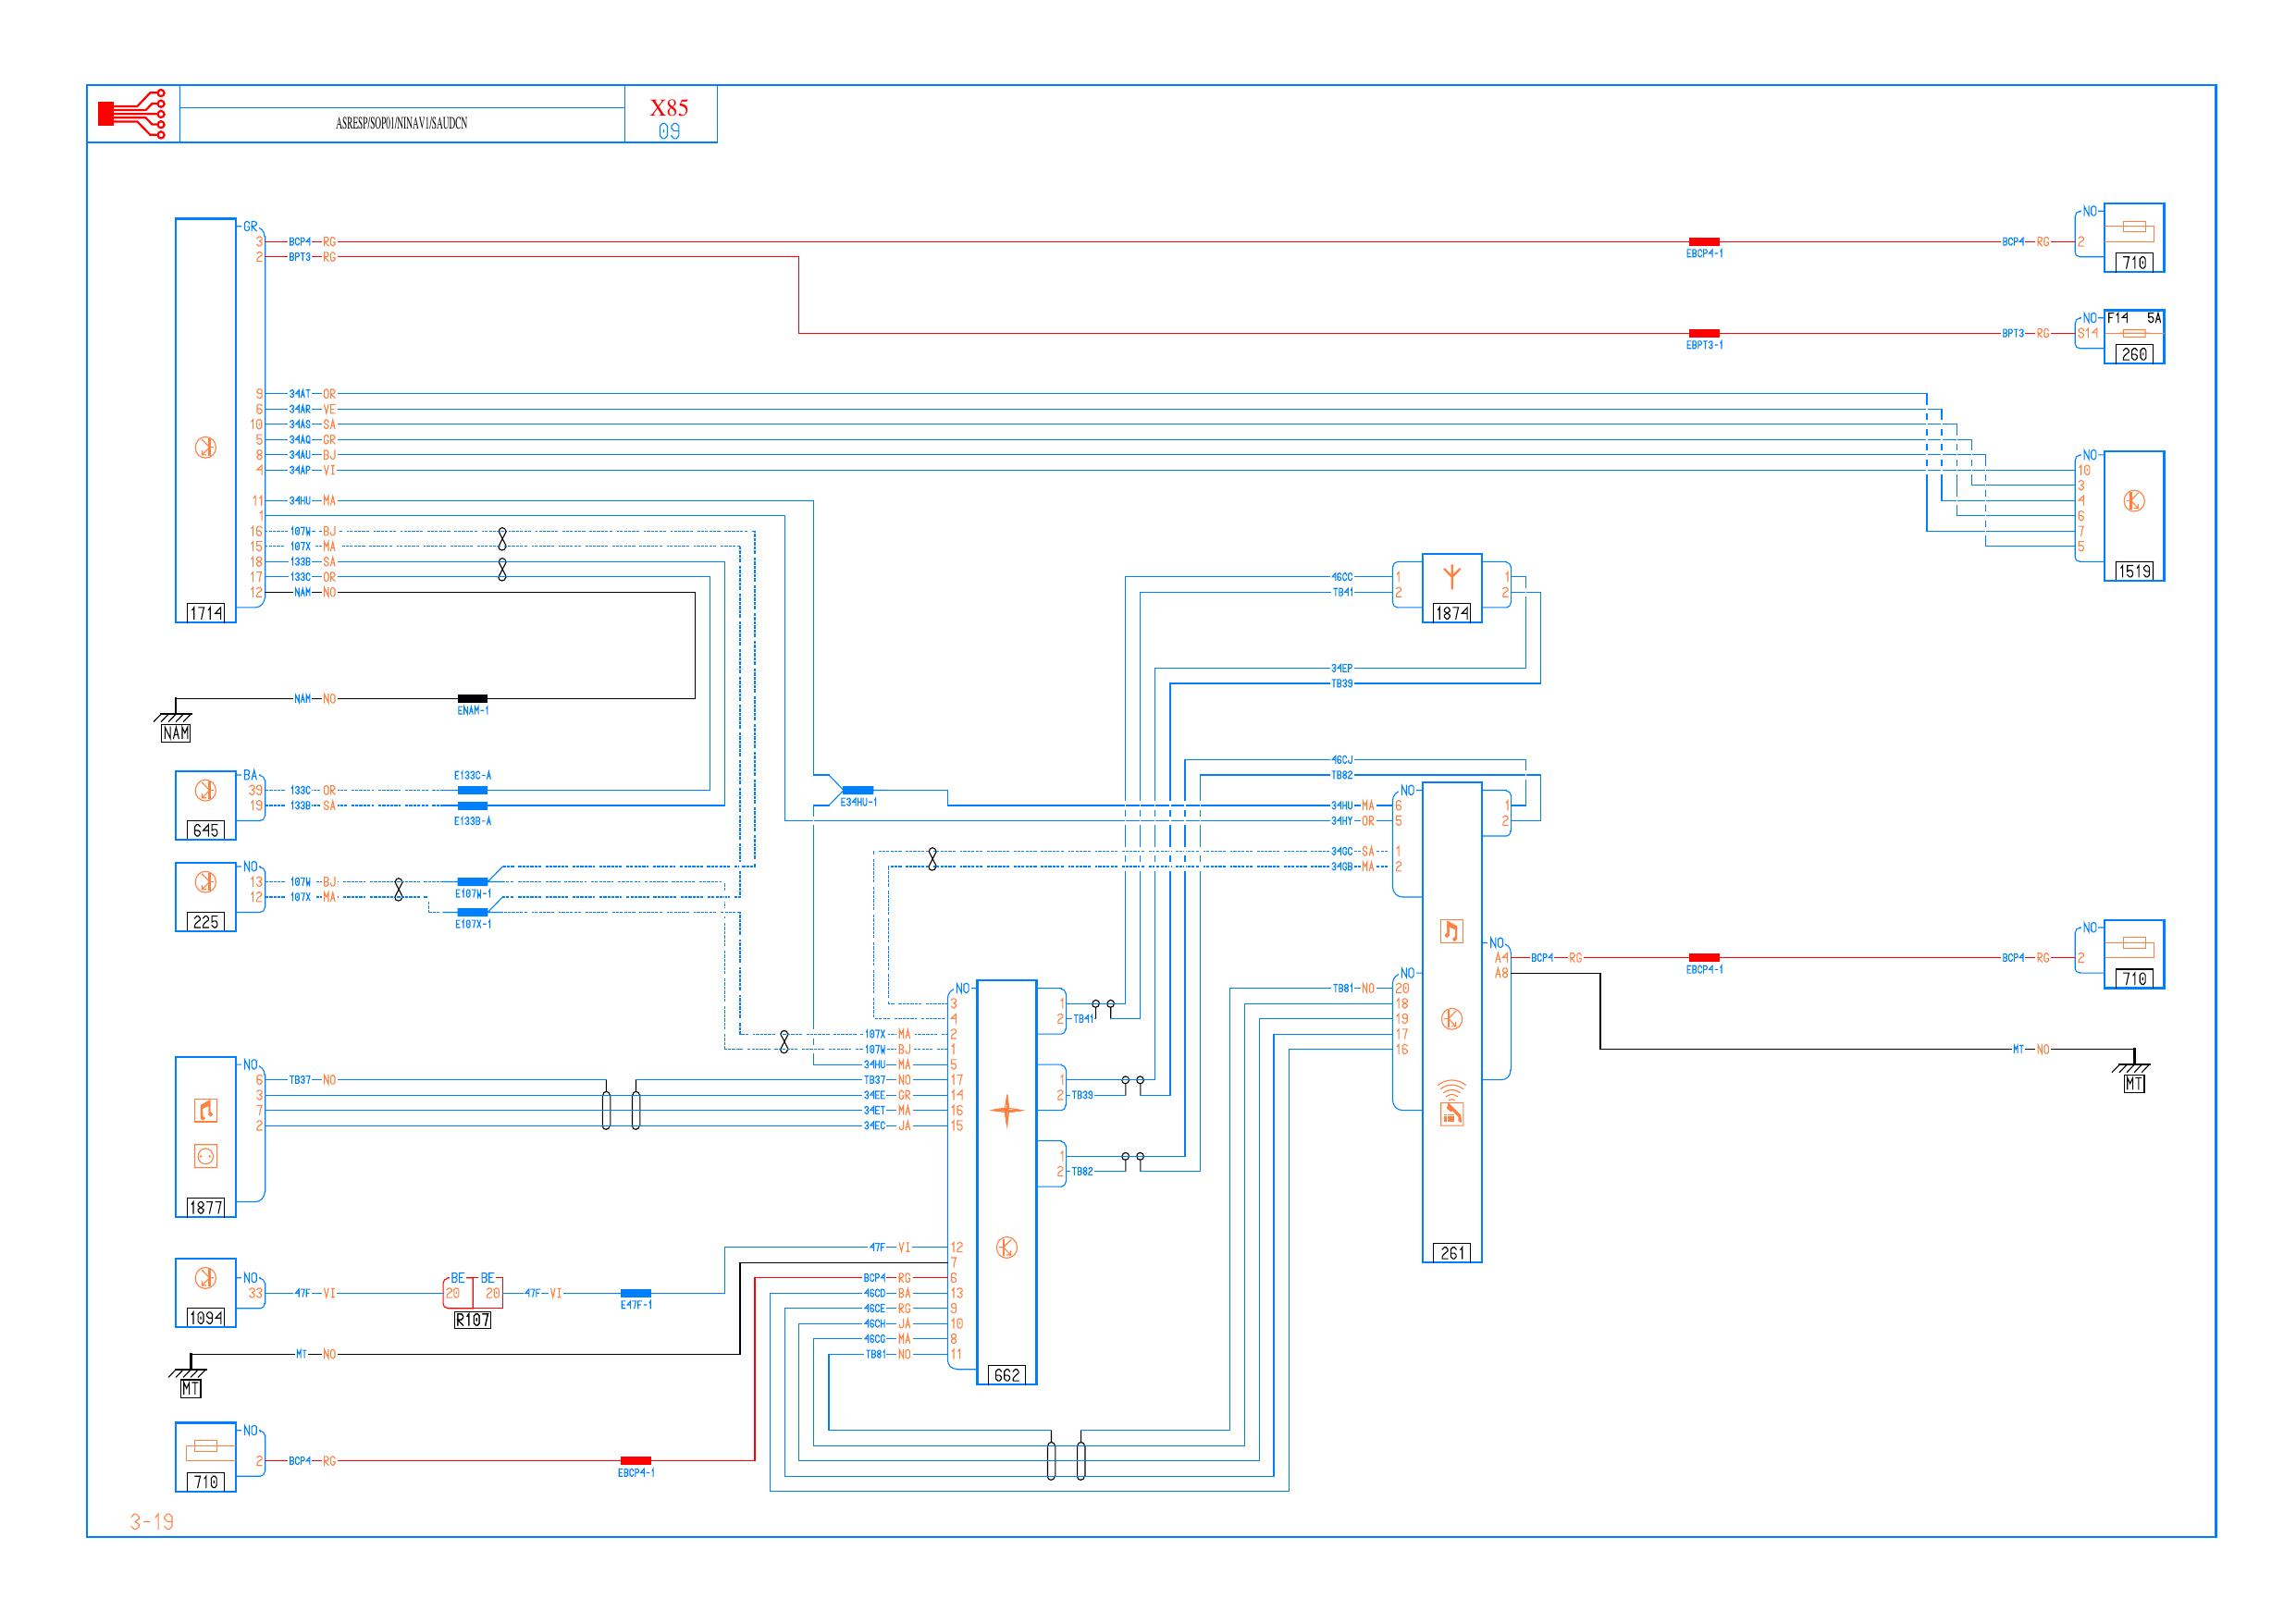 ASRESP/SOP01/NINAV1/SAUDCN
X85
09
GR
3 BCP4 RG
2 BPT3 RG
9 34AT OR
6 34AR VE
10 34AS SA
5 34AQ GR
8 34AU BJ
4 34AP VI
11 34HU MA
1
16 107W BJ
15 107X MA
18 133B SA
17 133C OR
12 NAM NO
1714
EBCP4-1
BCP4 RG
NO
2
710
EBPT3-1
BPT3 RG
NO
S14
F14 5A
260
NO
10
3
4
6
7
5
1519
46CC 1
TB41 2
1
2
1874
34EP
TB39
NAM NO
ENAM-1
NAM
BA
39 133C OR
19 133B SA
645
E133C-A
E133B-A
NO
13 107W BJ
12 107X MA
225
E107W-1
E107X-1
E34HU-1
46CJ
TB82
NO
34HU MA 6
34HY OR 5
34GC SA 1
34GB MA 2
1
2
NO
A4 BCP4 RG
A8
EBCP4-1
BCP4 RG
NO
2
710
MT NO
MT
NO
TB81 NO 20
18
19
17
16
261
NO
3
4
107X MA 2
107W BJ 1
34HU MA 5
TB37 NO 17
34EE GR 14
34ET MA 16
34EC JA 15
1
2 TB41
1
2 TB39
1
2 TB82
NO
6 TB37 NO
3
7
2
1877
47F VI 12
7
BCP4 RG 6
46CD BA 13
46CE RG 9
46CH JA 10
46CG MA 8
TB81 NO 11
662
NO
33 47F VI
1094
BE BE
20 20
R107
47F VI
E47F-1
MT NO
MT
NO
2 BCP4 RG
710
EBCP4-1
3-19